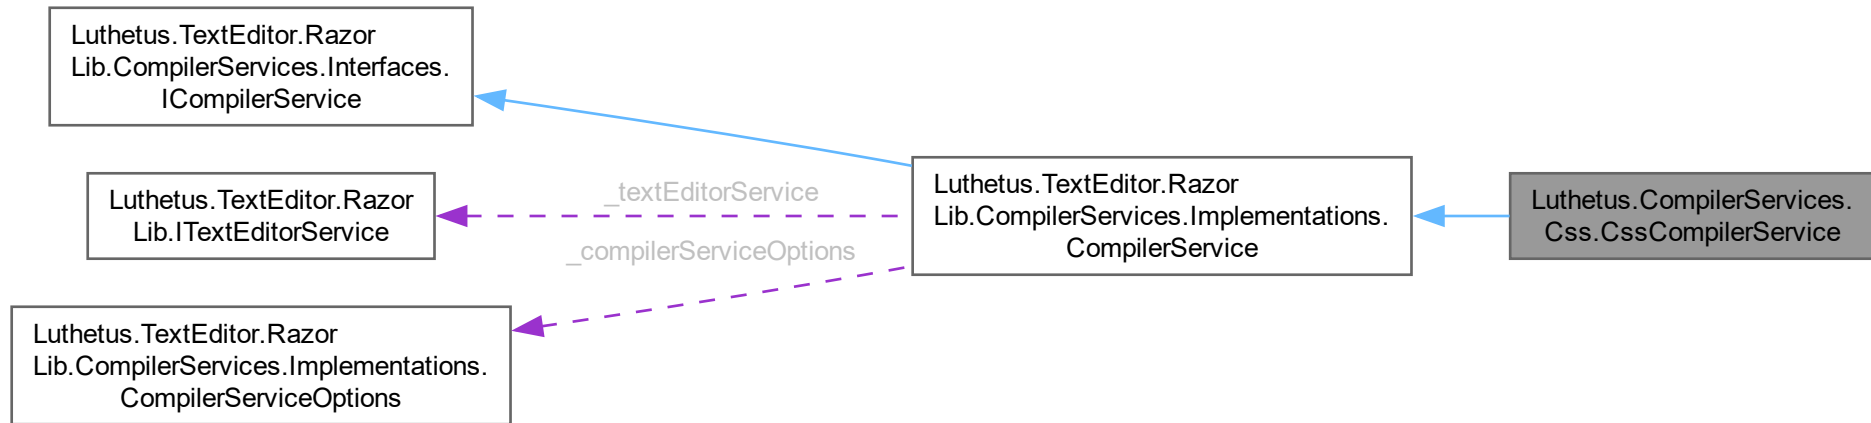 Luthetus.TextEditor.Razor
Lib.CompilerServices.Interfaces.
ICompilerService
Luthetus.TextEditor.Razor
Lib.ITextEditorService
Luthetus.TextEditor.Razor
Lib.CompilerServices.Implementations.
CompilerServiceOptions
_textEditorService
_compilerServiceOptions
Luthetus.TextEditor.Razor
Lib.CompilerServices.Implementations.
CompilerService
Luthetus.CompilerServices.
Css.CssCompilerService